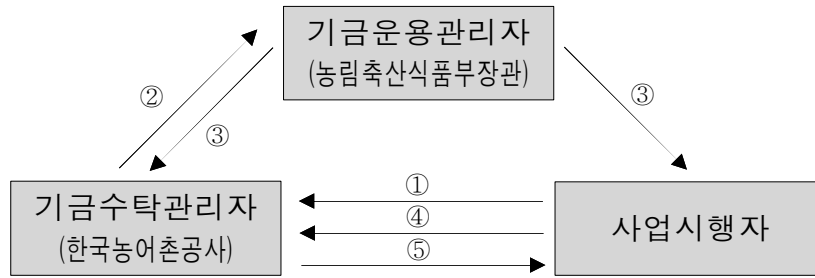 기금운용관리자
(농림축산식품부장관)
②
③
③
기금수탁관리자
(한국농어촌공사)
①
④
⑤
사업시행자